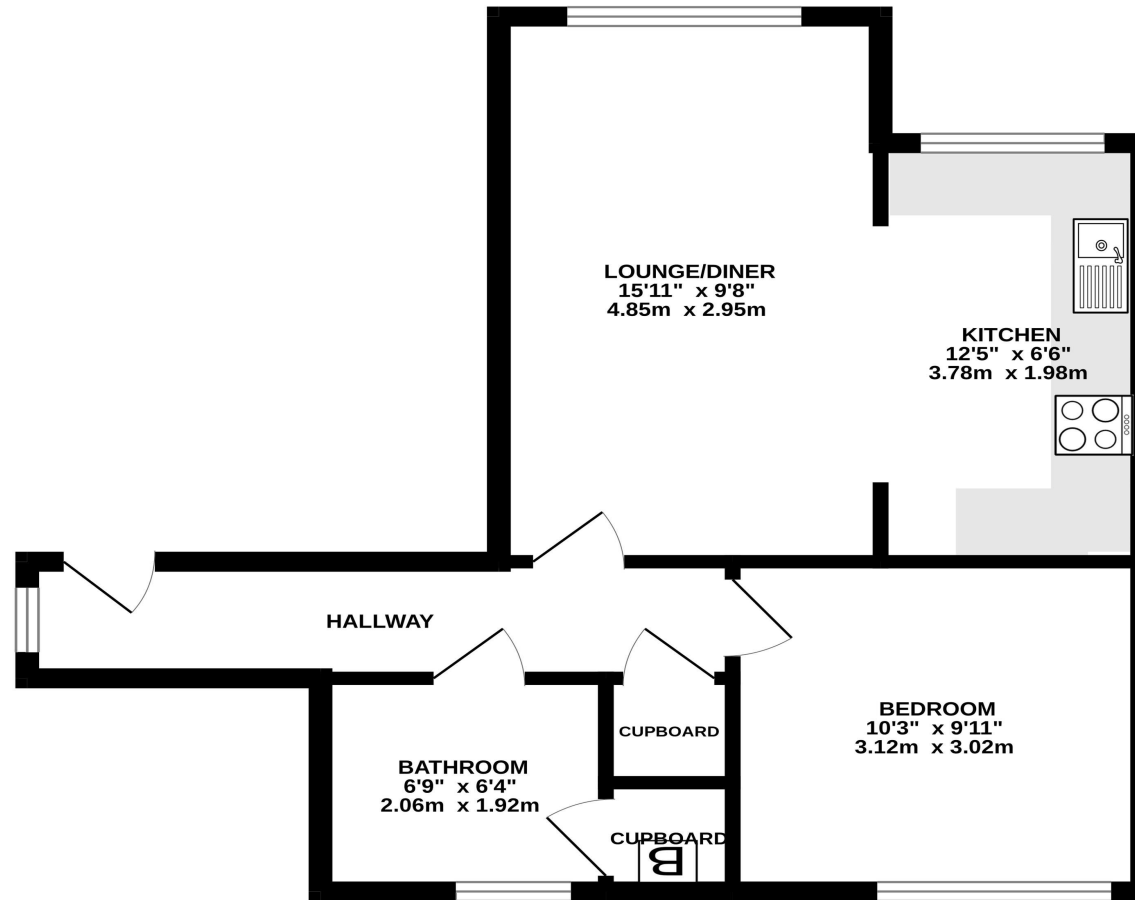 LOUNGE/DINER
15'11" x 9'8"
4.85m x 2.95m
KITCHEN
12'5" x 6'6"
3.78m x 1.98m
HALLWAY
BEDROOM
10'3" x 9'11"
3.12m x 3.02m
CUPBOARD
BATHROOM
6'9" x 6'4"
2.06m x 1.92m
CUPBOARD
B